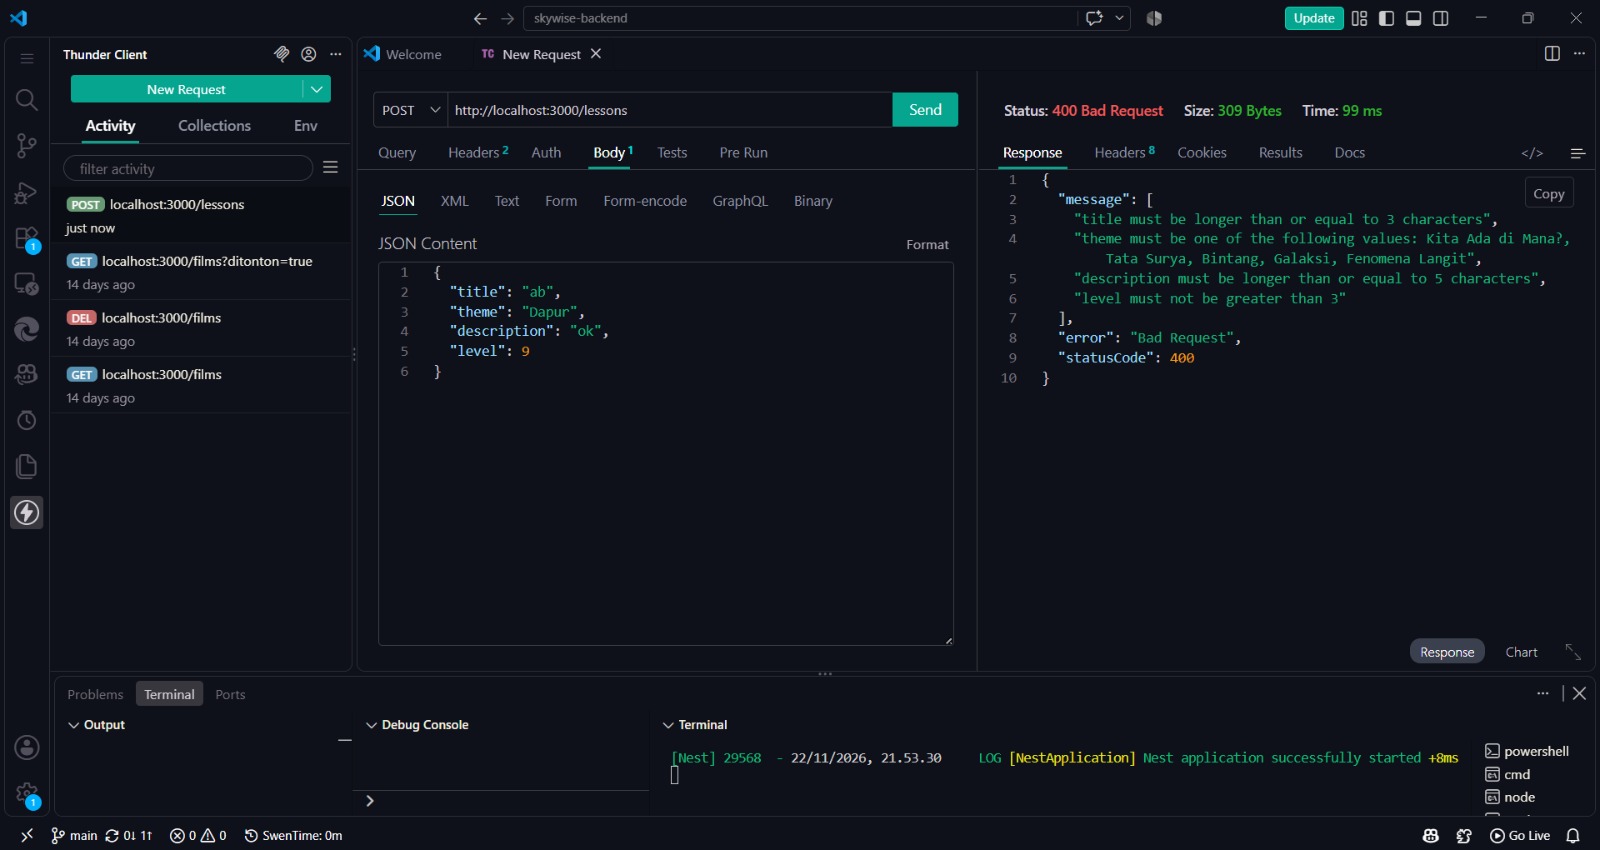 skywise-backend
Update
Thunder Client
New Request
Activity
Collections
Env
filter activity
POST localhost:3000/lessons
just now
GET localhost:3000/films?ditonton=true
14 days ago
DEL localhost:3000/films
14 days ago
GET localhost:3000/films
14 days ago
1
1
Welcome
TC New Request
POST
http://localhost:3000/lessons
Send
Query
Headers 2
Auth
Body 1
Tests
Pre Run
JSON
XML
Text
Form
Form-encode
GraphQL
Binary
JSON Content
Format
1 {
2 "title": "ab",
3 "theme": "Dapur",
4 "description": "ok",
5 "level": 9
6 }
Status: 400 Bad Request Size: 309 Bytes Time: 99 ms
Response
Headers 8
Cookies
Results
Docs
</>
Copy
1 {
2 "message": [
3 "title must be longer than or equal to 3 characters",
4 "theme must be one of the following values: Kita Ada di Mana?,
Tata Surya, Bintang, Galaksi, Fenomena Langit",
5 "description must be longer than or equal to 5 characters",
6 "level must not be greater than 3"
7 ],
8 "error": "Bad Request",
9 "statusCode": 400
10 }
Response
Chart
Problems
Terminal
Ports
Output
Debug Console
Terminal
[Nest] 29568 - 22/11/2026, 21.53.30 LOG [NestApplication] Nest application successfully started +8ms
powershell
cmd
node
main
0↓ 1↑
0
0
SwenTime: 0m
Go Live